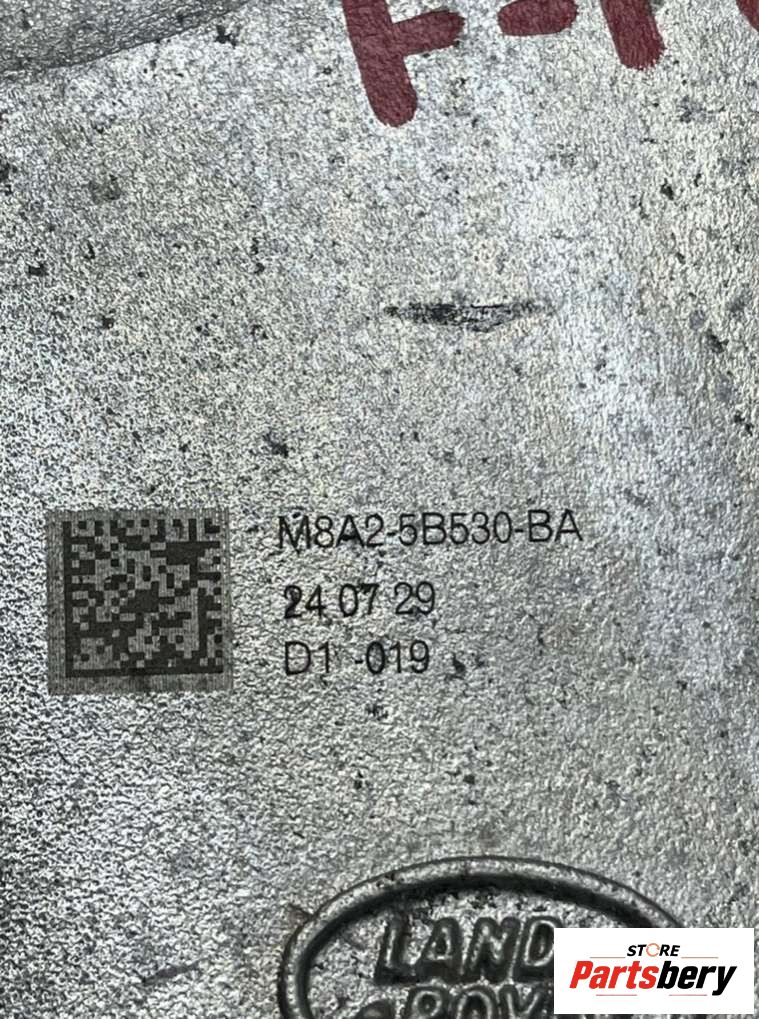 M8A2-5B530-BA
24 07 29
D1 -019
LAND
STORE
Partsbery